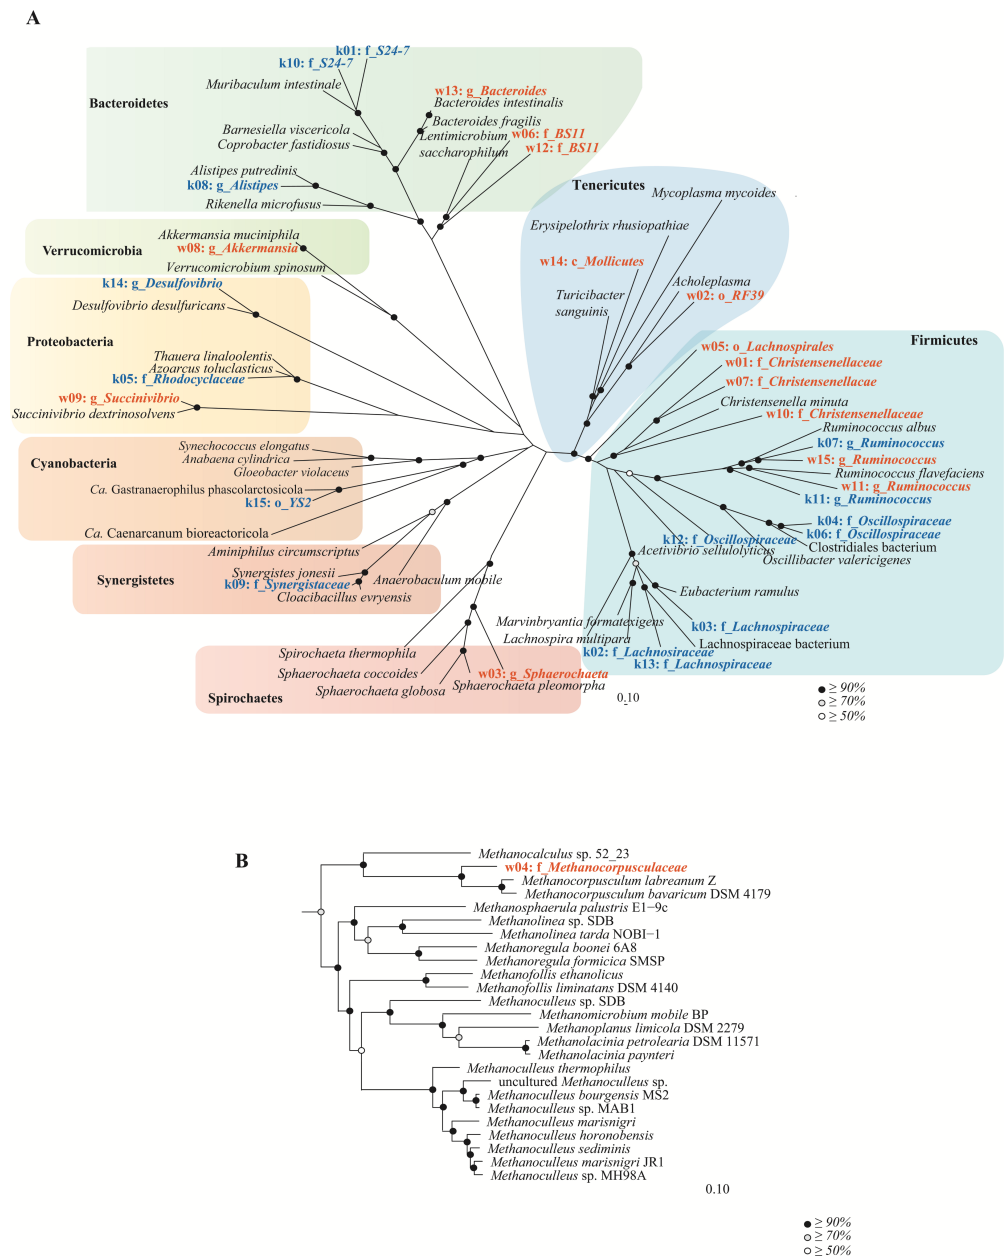 A
k01: f_S24-7
k10: f_S24-7
Muribaculum intestinale
Bacteroidetes
w13: g_Bacteroides
Bacteroides intestinalis
Bacteroides fragilis
Barnesiella viscericola
Lentimicrobium
saccharophilum
w06: f_BS11
Coprobacter fastidiosus
w12: f_BS11
Alistipes putredinis
k08: g_Alistipes
Rikenella microfusus
Tenericutes
Mycoplasma mycoides
Erysipelothrix rhusiopathiae
w14: c_Mollicutes
Acholeplasma
w02: o_RF39
Turicibacter
sanguinis
Akkermansia muciniphila
Verrucomicrobia
w08: g_Akkermansia
Verrucomicrobium spinosum
k14: g_Desulfovibrio
Desulfovibrio desulfuricans
Proteobacteria
Thauera linaloolentis
Azoarcus toluclasticus
k05: f_Rhodocyclaceae
w09: g_Succinivibrio
Succinivibrio dextrinosolvens
Firmicutes
w05: o_Lachnospirales
w01: f_Christensenellaceae
w07: f_Christensenellacae
Christensenella minuta
w10: f_Christensenellaceae
Ruminococcus albus
k07: g_Ruminococcus
w15: g_Ruminococcus
Ruminococcus flavefaciens
w11: g_Ruminococcus
k11: g_Ruminococcus
k04: f_Oscillospiraceae
k06: f_Oscillospiraceae
k12: f_Oscillospiraceae
Clostridiales bacterium
Acetivibrio sellulolyticus
Oscillibacter valericigenes
Eubacterium ramulus
Marvinbryantia formatexigens
k03: f_Lachnospiraceae
Lachnospira multipara
Lachnospiraceae bacterium
k02: f_Lachnosiraceae
k13: f_Lachnospiraceae
Synechococcus elongatus
Cyanobacteria
Anabaena cylindrica
Gloeobacter violaceus
Ca. Gastranaerophilus phascolarctosicola
k15: o_YS2
Ca. Caenarcanum bioreactoricola
Aminiphilus circumscriptus
Synergistetes
Synergistes jonesii
k09: f_Synergistaceae
Anaerobaculum mobile
Cloacibacillus evryensis
Spirochaeta thermophila
Sphaerochaeta coccoides
w03: g_Sphaerochaeta
Sphaerochaeta globosa
Sphaerochaeta pleomorpha
Spirochaetes
0.10
≥ 90%
≥ 70%
≥ 50%
B
Methanocalculus sp. 52_23
w04: f_Methanocorpusculaceae
Methanocorpusculum labreanum Z
Methanocorpusculum bavaricum DSM 4179
Methanosphaerula palustris E1−9c
Methanolinea sp. SDB
Methanolinea tarda NOBI−1
Methanoregula boonei 6A8
Methanoregula formicica SMSP
Methanofollis ethanolicus
Methanofollis liminatans DSM 4140
Methanoculleus sp. SDB
Methanomicrobium mobile BP
Methanoplanus limicola DSM 2279
Methanolacinia petrolearia DSM 11571
Methanolacinia paynteri
Methanoculleus thermophilus
uncultured Methanoculleus sp.
Methanoculleus bourgensis MS2
Methanoculleus sp. MAB1
Methanoculleus marisnigri
Methanoculleus horonobensis
Methanoculleus sediminis
Methanoculleus marisnigri JR1
Methanoculleus sp. MH98A
0.10
≥ 90%
≥ 70%
≥ 50%